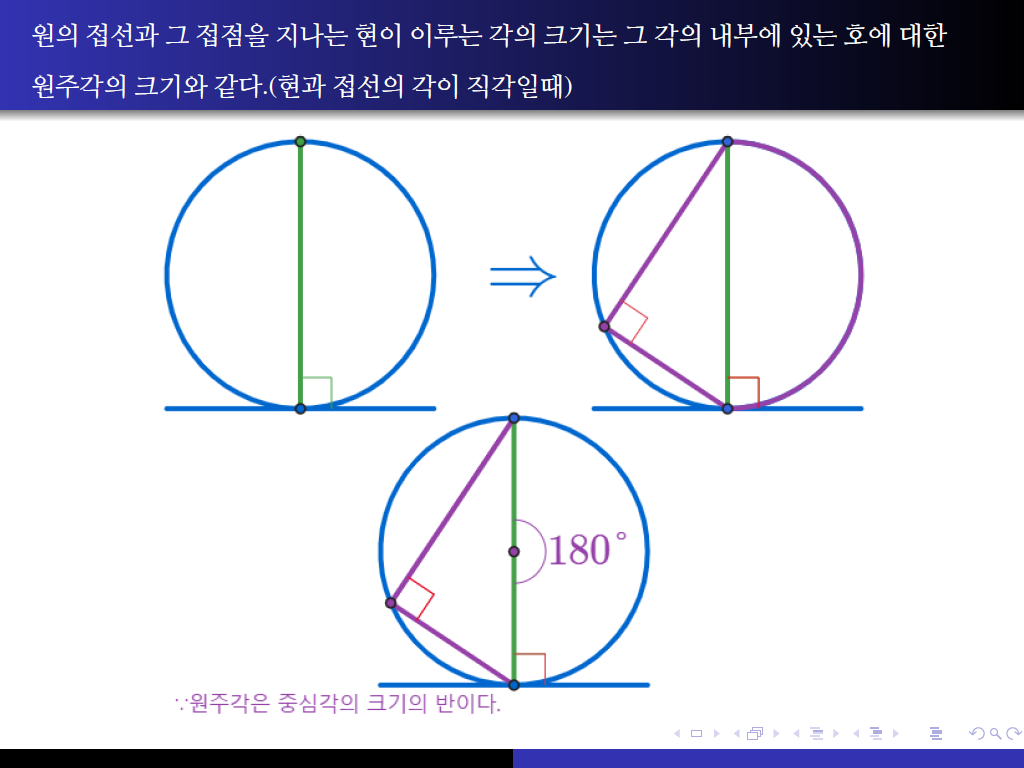 원의 접선과 그 접점을 지나는 현이 이루는 각의 크기는 그 각의 내부에 있는 호에 대한
원주각의 크기와 같다.(현과 접선의 각이 직각일때)
⇒
180°
∵원주각은 중심각의 크기의 반이다.